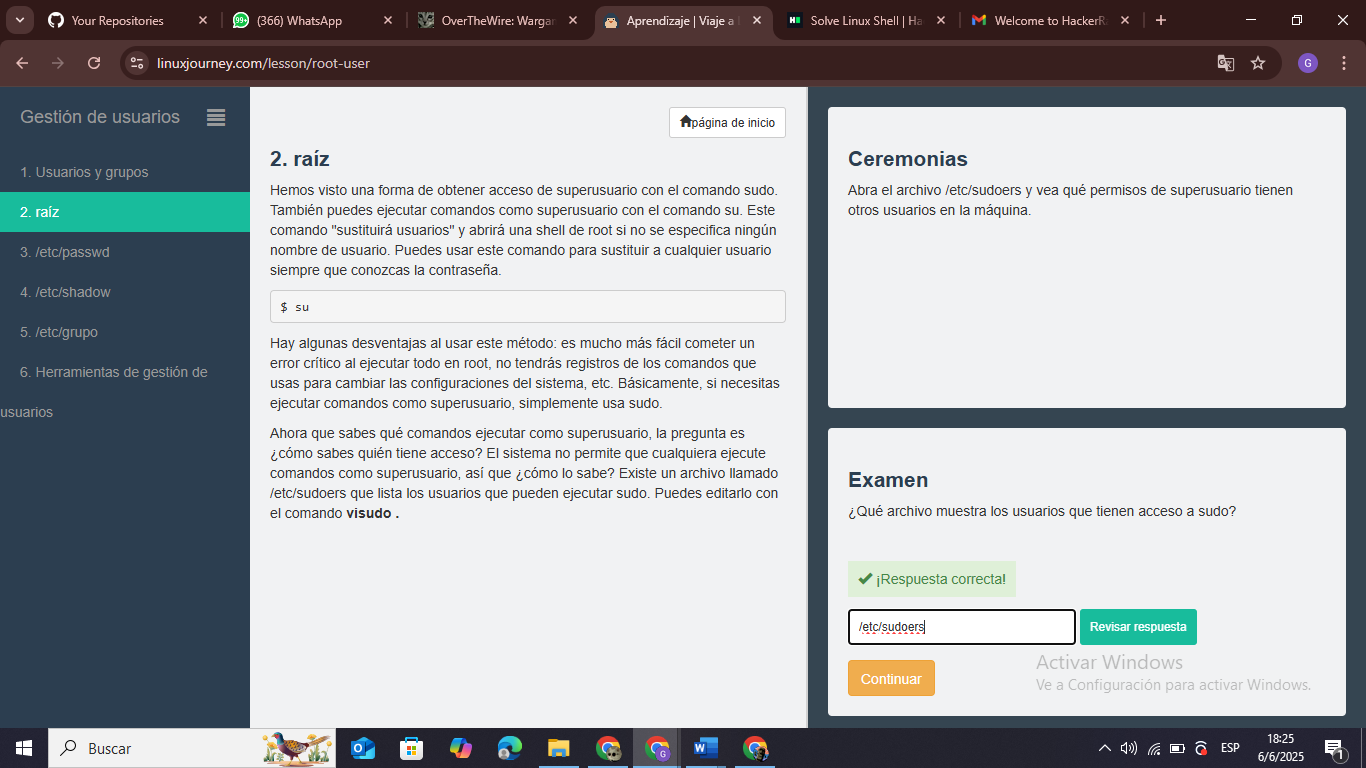 Your Repositories
(366) WhatsApp
OverTheWire: Wargar
Aprendizaje | Viaje a
Solve Linux Shell | Ha
Welcome to HackerRa
linuxjourney.com/lesson/root-user
G
Gestión de usuarios
1. Usuarios y grupos
2. raíz
3. /etc/passwd
4. /etc/shadow
5. /etc/grupo
6. Herramientas de gestión de
usuarios
página de inicio
2. raíz
Hemos visto una forma de obtener acceso de superusuario con el comando sudo.
También puedes ejecutar comandos como superusuario con el comando su. Este
comando "sustituirá usuarios" y abrirá una shell de root si no se especifica ningún
nombre de usuario. Puedes usar este comando para sustituir a cualquier usuario
siempre que conozcas la contraseña.
$ su
Hay algunas desventajas al usar este método: es mucho más fácil cometer un
error crítico al ejecutar todo en root, no tendrás registros de los comandos que
usas para cambiar las configuraciones del sistema, etc. Básicamente, si necesitas
ejecutar comandos como superusuario, simplemente usa sudo.
Ahora que sabes qué comandos ejecutar como superusuario, la pregunta es
¿cómo sabes quién tiene acceso? El sistema no permite que cualquiera ejecute
comandos como superusuario, así que ¿cómo lo sabe? Existe un archivo llamado
/etc/sudoers que lista los usuarios que pueden ejecutar sudo. Puedes editarlo con
el comando visudo .
Ceremonias
Abra el archivo /etc/sudoers y vea qué permisos de superusuario tienen
otros usuarios en la máquina.
Examen
¿Qué archivo muestra los usuarios que tienen acceso a sudo?
¡Respuesta correcta!
/etc/sudoers
Revisar respuesta
Continuar
Activar Windows
Ve a Configuración para activar Windows.
Buscar
ESP
18:25
6/6/2025
1